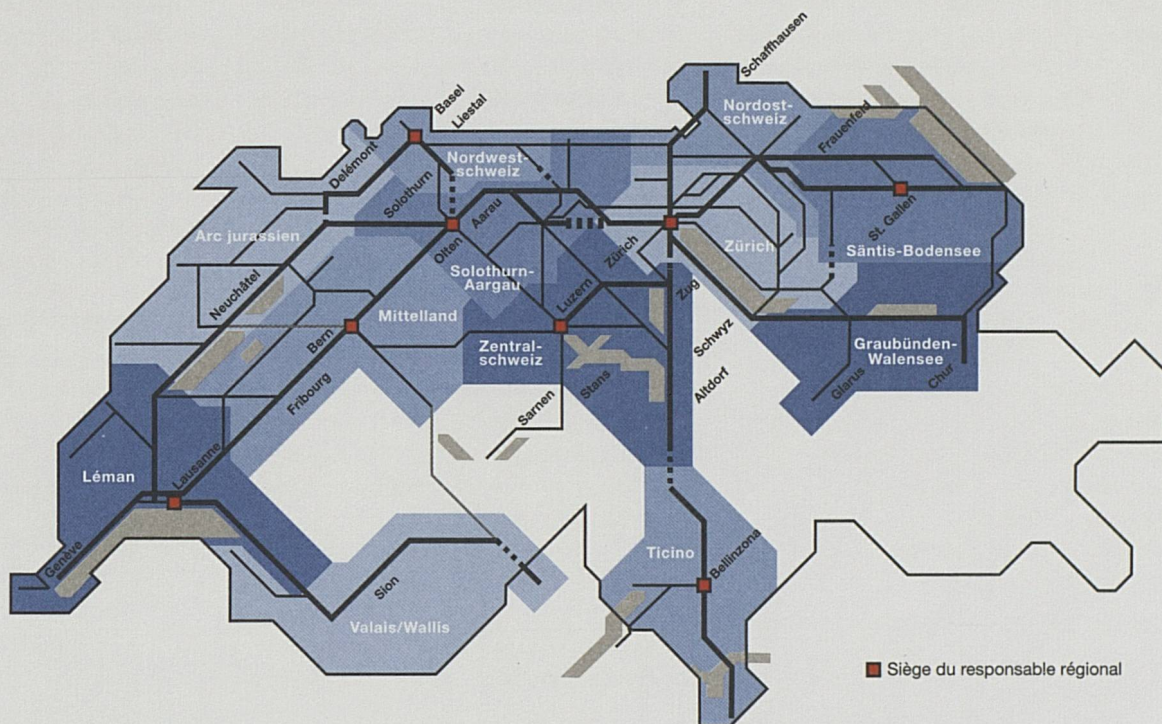 Schaffhausen
Basel
Liestal
Nordost-
schweiz
Frauenfeld
Delémont
Nordwest-
schweiz
Solothurn
Aarau
St. Gallen
Arc jurassien
Olten
Zürich
Zürich
Säntis-Bodensee
Neuchâtel
Solothurn-
Aargau
Luzern
Zug
Mittelland
Bern
Zentral-
schweiz
Schwyz
Graubünden-
Walensee
Fribourg
Stans
Altdorf
Glarus
Chur
Sarnen
Léman
Lausanne
Genève
Ticino
Bellinzona
Sion
Valais/Wallis
Siège du responsable régional